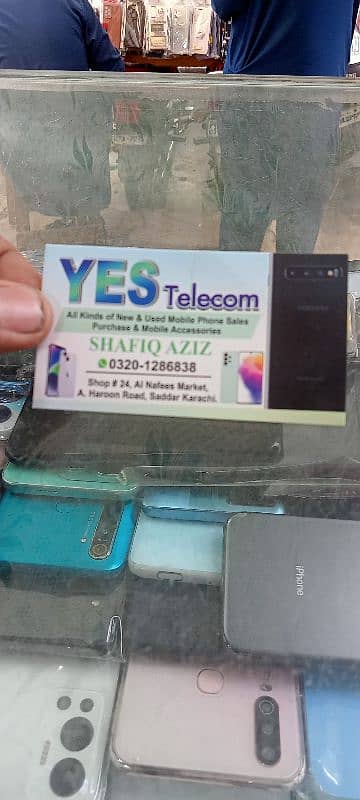 YES Telecom
All Kinds of New & Used Mobile Phone Sales
Purchase & Mobile Accessories
SHAFIQ AZIZ
0320-1286838
Shop # 24, Al Nafees Market,
A. Haroon Road, Saddar Karachi.
SAMSUNG
iPhone